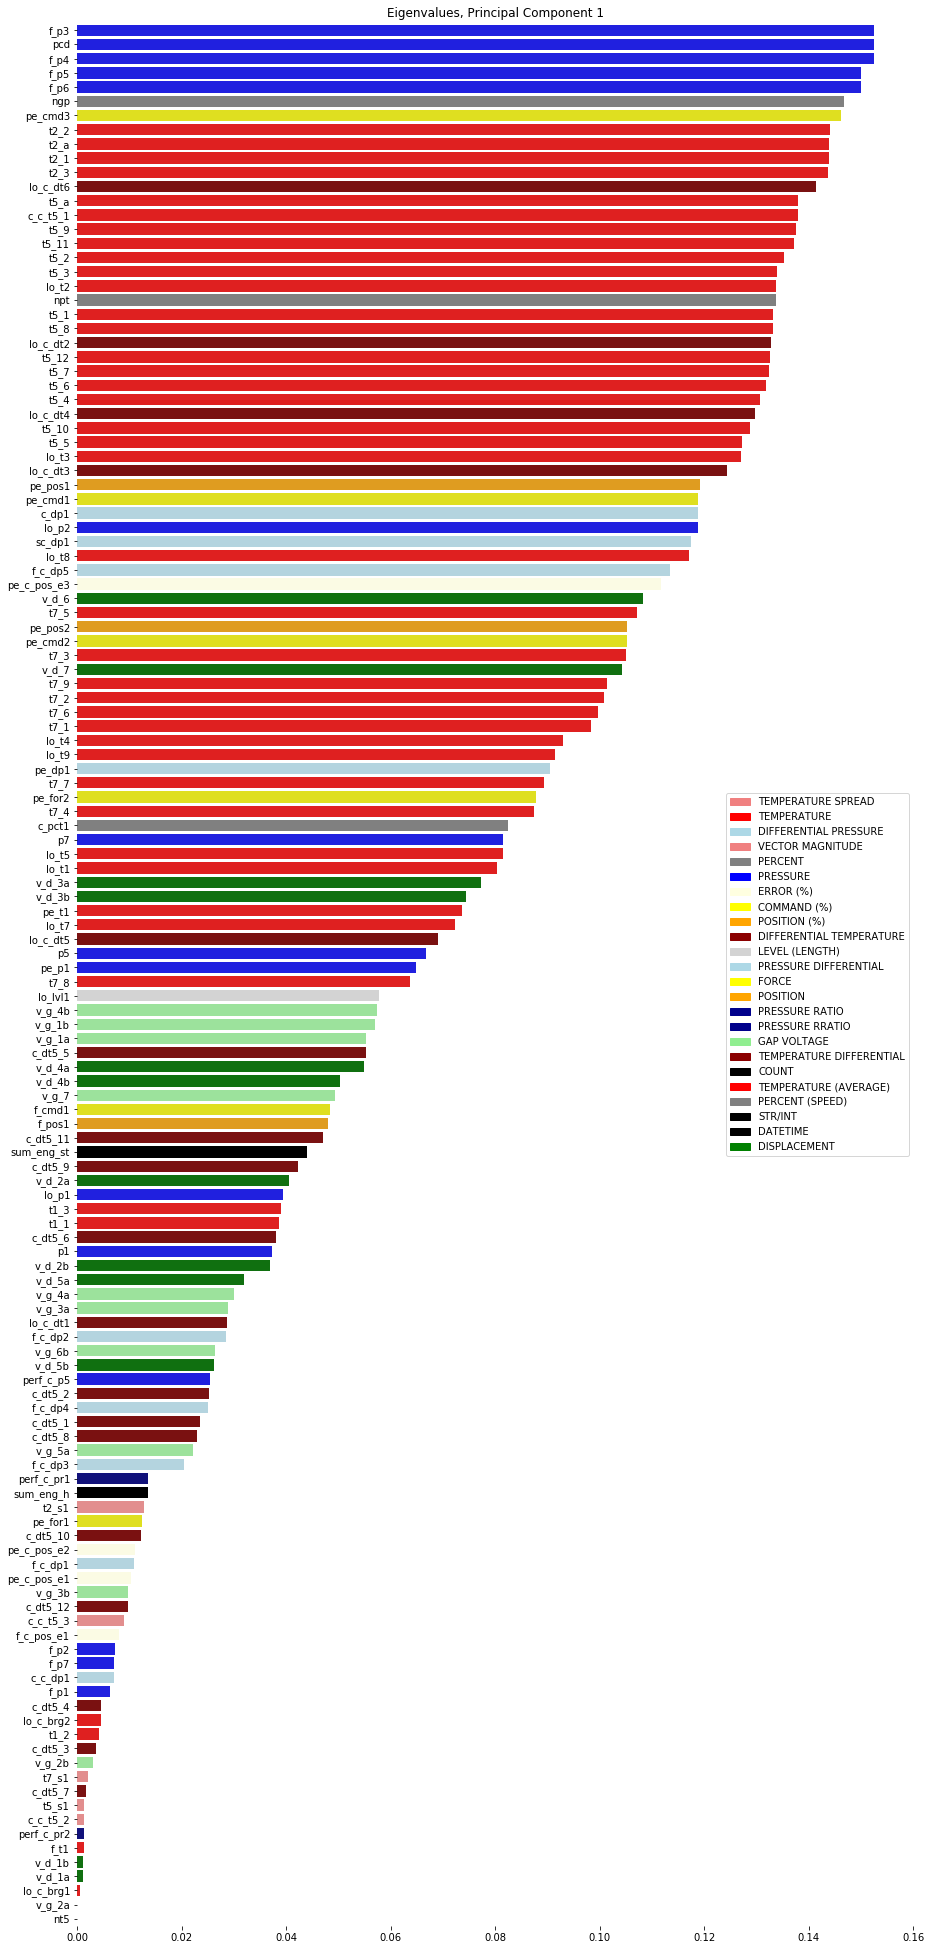 Eigenvalues, Principal Component 1
f_p3
pcd
f_p4
f_p5
f_p6
ngp
pe_cmd3
t2_2
t2_a
t2_1
t2_3
lo_c_dt6
t5_a
c_c_t5_1
t5_9
t5_11
t5_2
t5_3
lo_t2
npt
t5_1
t5_8
lo_c_dt2
t5_12
t5_7
t5_6
t5_4
lo_c_dt4
t5_10
t5_5
lo_t3
lo_c_dt3
pe_pos1
pe_cmd1
c_dp1
lo_p2
sc_dp1
lo_t8
f_c_dp5
pe_c_pos_e3
v_d_6
t7_5
pe_pos2
pe_cmd2
t7_3
v_d_7
t7_9
t7_2
t7_6
t7_1
lo_t4
lo_t9
pe_dp1
t7_7
pe_for2
t7_4
c_pct1
p7
lo_t5
lo_t1
v_d_3a
v_d_3b
pe_t1
lo_t7
lo_c_dt5
p5
pe_p1
t7_8
lo_lvl1
v_g_4b
v_g_1b
v_g_1a
c_dt5_5
v_d_4a
v_d_4b
v_g_7
f_cmd1
f_pos1
c_dt5_11
sum_eng_st
c_dt5_9
v_d_2a
lo_p1
t1_3
t1_1
c_dt5_6
p1
v_d_2b
v_d_5a
v_g_4a
v_g_3a
lo_c_dt1
f_c_dp2
v_g_6b
v_d_5b
perf_c_p5
c_dt5_2
f_c_dp4
c_dt5_1
c_dt5_8
v_g_5a
f_c_dp3
perf_c_pr1
sum_eng_h
t2_s1
pe_for1
c_dt5_10
pe_c_pos_e2
f_c_dp1
pe_c_pos_e1
v_g_3b
c_dt5_12
c_c_t5_3
f_c_pos_e1
f_p2
f_p7
c_c_dp1
f_p1
c_dt5_4
lo_c_brg2
t1_2
c_dt5_3
v_g_2b
t7_s1
c_dt5_7
t5_s1
c_c_t5_2
perf_c_pr2
f_t1
v_d_1b
v_d_1a
lo_c_brg1
v_g_2a
nt5
0.00 0.02 0.04 0.06 0.08 0.10 0.12 0.14 0.16
TEMPERATURE SPREAD
TEMPERATURE
DIFFERENTIAL PRESSURE
VECTOR MAGNITUDE
PERCENT
PRESSURE
ERROR (%)
COMMAND (%)
POSITION (%)
DIFFERENTIAL TEMPERATURE
LEVEL (LENGTH)
PRESSURE DIFFERENTIAL
FORCE
POSITION
PRESSURE RATIO
PRESSURE RRATIO
GAP VOLTAGE
TEMPERATURE DIFFERENTIAL
COUNT
TEMPERATURE (AVERAGE)
PERCENT (SPEED)
STR/INT
DATETIME
DISPLACEMENT